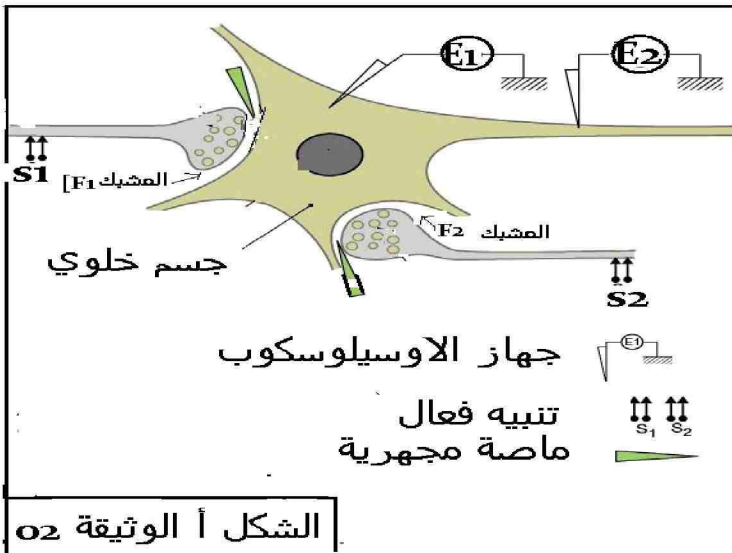 E1
E2
S1
المشبك F1]
المشبك F2
جسم خلوي
S2
جهاز الاوسيلوسكوب
E1
تنبيه فعال
S1 S2
ماصة مجهرية
الشكل أ الوثيقة 02